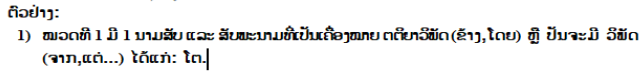 ຕົວຢ່າງ:
1) ໝວດທີ 1 ມີ 1 ນາມສັບ ແລະ ສັບພະນາມທີ່ເປັນເຄື່ອງໝາຍ ຕຕິຍາວິພັດ (ຂ້າງ,ໂດຍ) ຫຼື ປັນຈະມີ ວິພັດ
(ຈາກ,ແຕ່...) ໄດ້ແກ່: ໂຕ.